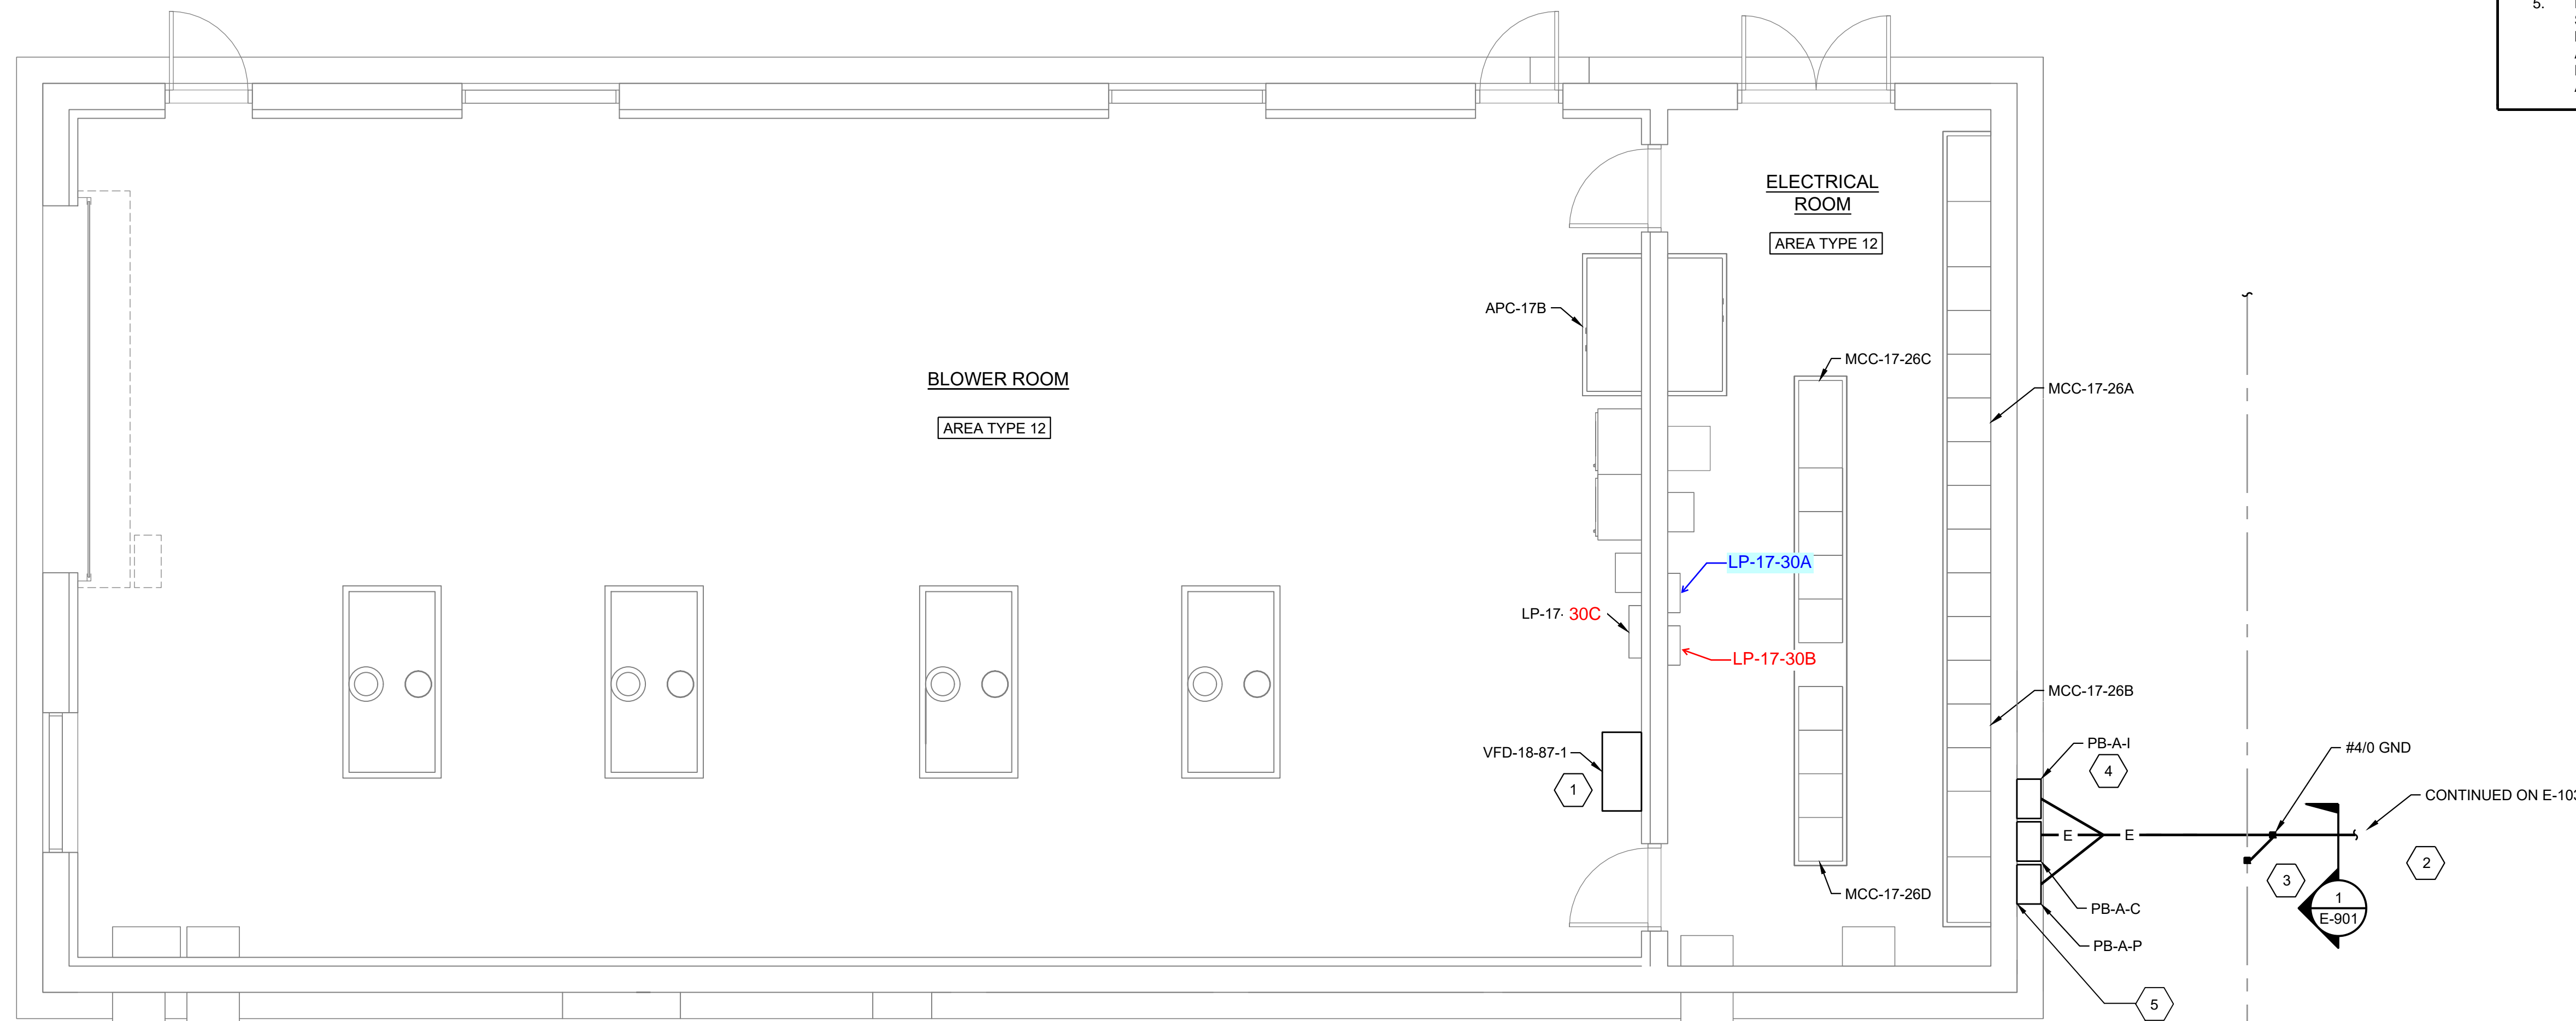 5.
ELECTRICAL
ROOM
AREA TYPE 12
APC-17B
MCC-17-26C
BLOWER ROOM
MCC-17-26A
AREA TYPE 12
LP-17-30A
LP-17- 30C
LP-17-30B
MCC-17-26B
PB-A-I
#4/0 GND
VFD-18-87-1
4
1
CONTINUED ON E-103
E
E
2
3
MCC-17-26D
1
E-901
PB-A-C
PB-A-P
5